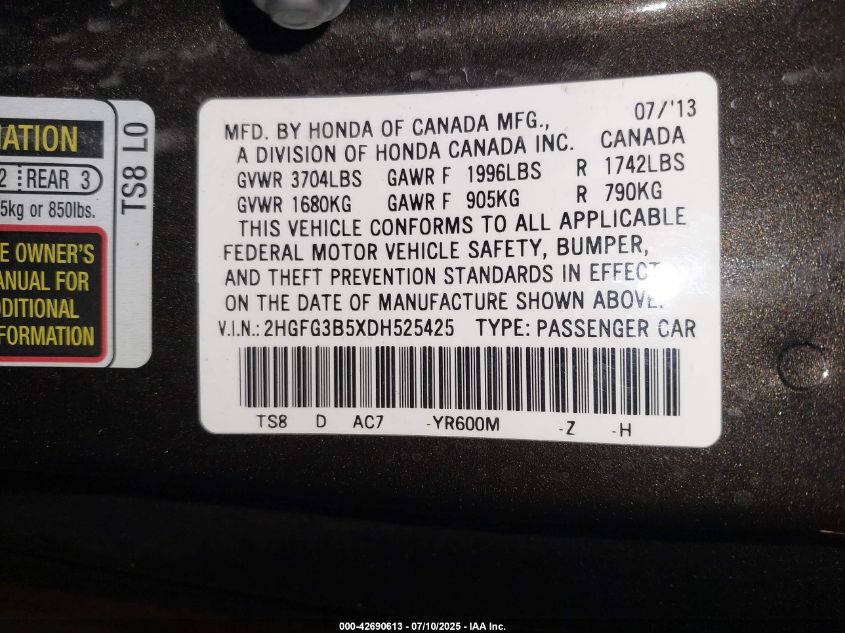 MATION
2 REAR 3
5kg or 850lbs.
E OWNER'S
ANUAL FOR
DDITIONAL
FORMATION
TS8 L0
07/'13
MFD. BY HONDA OF CANADA MFG.,
A DIVISION OF HONDA CANADA INC. CANADA
GVWR 3704LBS GAWR F 1996LBS R 1742LBS
GVWR 1680KG GAWR F 905KG R 790KG
THIS VEHICLE CONFORMS TO ALL APPLICABLE
FEDERAL MOTOR VEHICLE SAFETY, BUMPER,
AND THEFT PREVENTION STANDARDS IN EFFECT
ON THE DATE OF MANUFACTURE SHOWN ABOVE.
V.I.N.: 2HGFG3B5XDH525425 TYPE: PASSENGER CAR
TS8 D AC7 -YR600M -Z -H
000-42690613 - 07/10/2025 - IAA Inc.